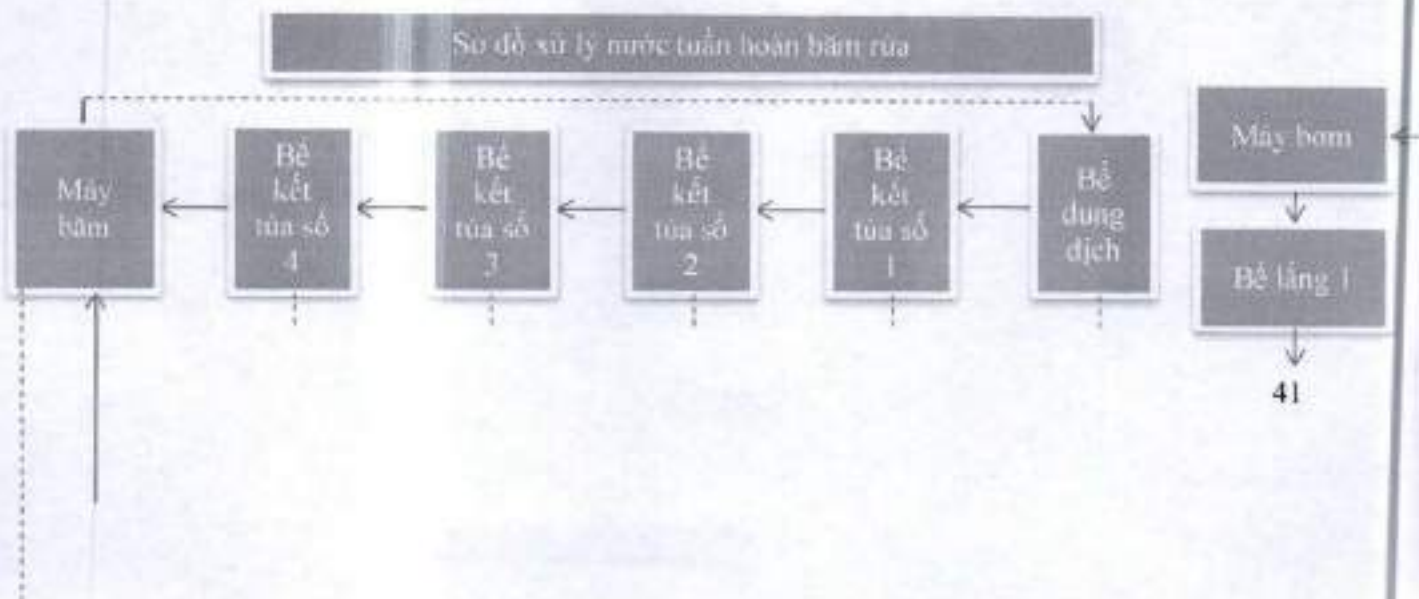 Sơ đồ xử lý nước tuần hoàn băm rửa
Máy
băm
Bể
kết
tủa số
4
Bể
kết
tủa số
3
Bể
kết
tủa số
2
Bể
kết
tủa số
1
Bể
dung
dịch
Máy bơm
Bể lắng 1
41